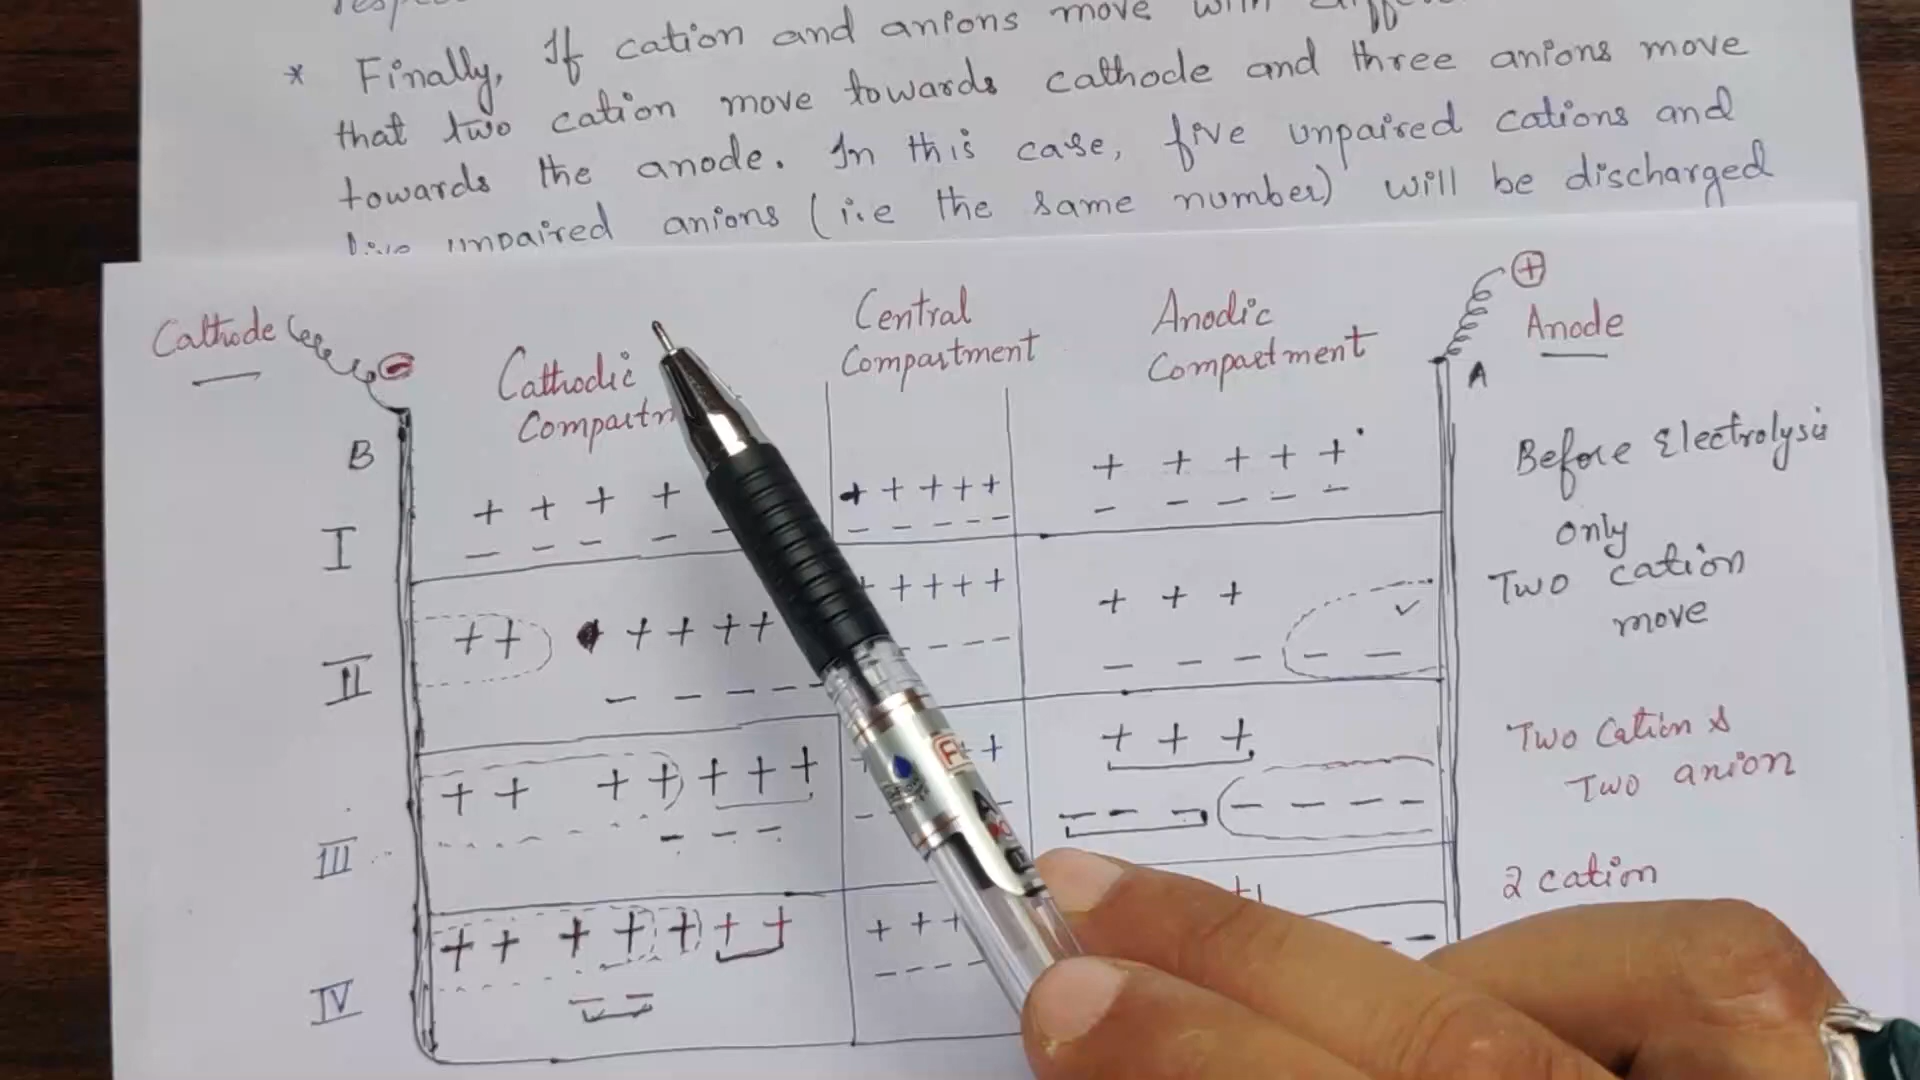 * Finally, If cation and anions move with
that two cation move towards cathode and three anions move
towards the anode. In this case, five unpaired cations and
five unpaired anions (i.e the same number) will be discharged
Cathode
-
Cathodic
Compartm
Central
Compartment
Anodic
Compartment
+
Anode
A
B
Before Electrolysis
I
+ + + +
- - - - -
+ + + + +
- - - - -
+ + + + +
- - - - -
only
Two cation
move
II
+ + + + + + +
- - - - -
+ + + +
- - -
+ + +
- - - - -
Two Cation &
Two anion
III
+ + + + + + +
- - -
+ + +
- - - - - - -
2 cation
IV
+ + + + + + +
- -
+ + +
- - - -